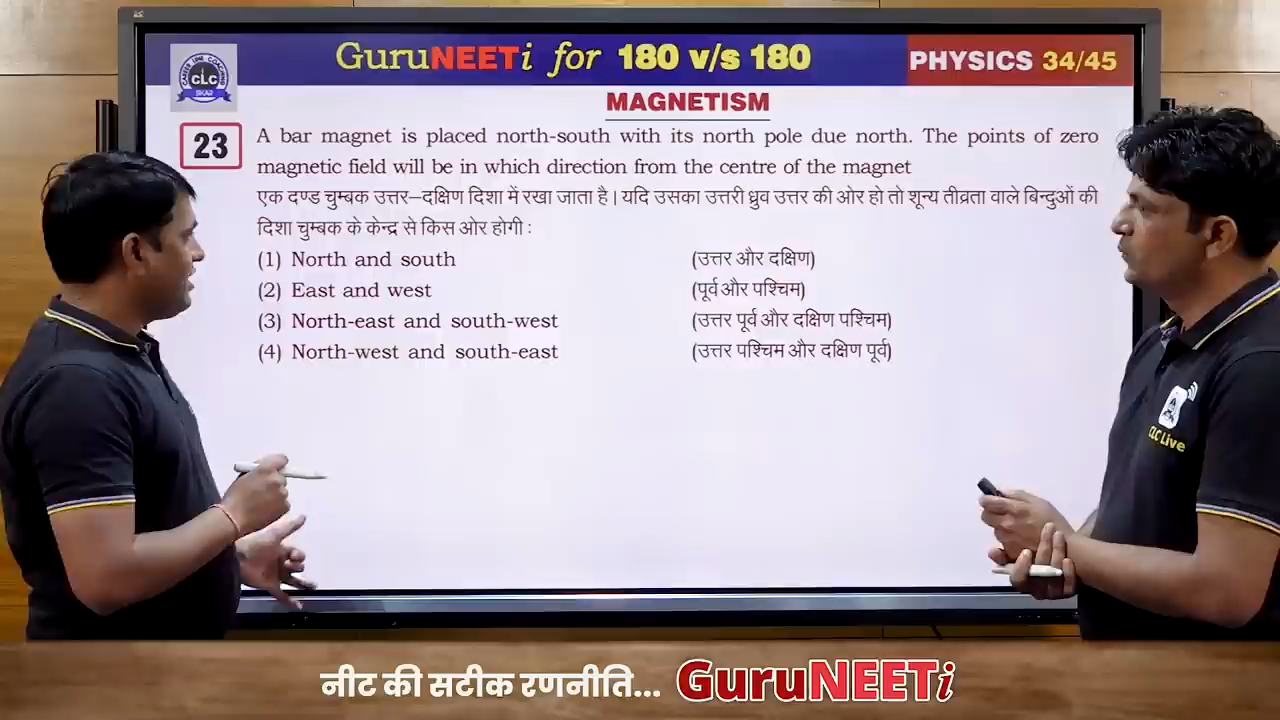 GuruNEETi for 180 v/s 180
PHYSICS 34/45
CLC
SIKAR
MAGNETISM
23
A bar magnet is placed north-south with its north pole due north. The points of zero
magnetic field will be in which direction from the centre of the magnet
एक दण्ड चुम्बक उत्तर–दक्षिण दिशा में रखा जाता है। यदि उसका उत्तरी ध्रुव उत्तर की ओर हो तो शून्य तीव्रता वाले बिन्दुओं की
दिशा चुम्बक के केन्द्र से किस ओर होगी :
(1) North and south (उत्तर और दक्षिण)
(2) East and west (पूर्व और पश्चिम)
(3) North-east and south-west (उत्तर पूर्व और दक्षिण पश्चिम)
(4) North-west and south-east (उत्तर पश्चिम और दक्षिण पूर्व)
CLC Live
नीट की सटीक रणनीति... GuruNEETi